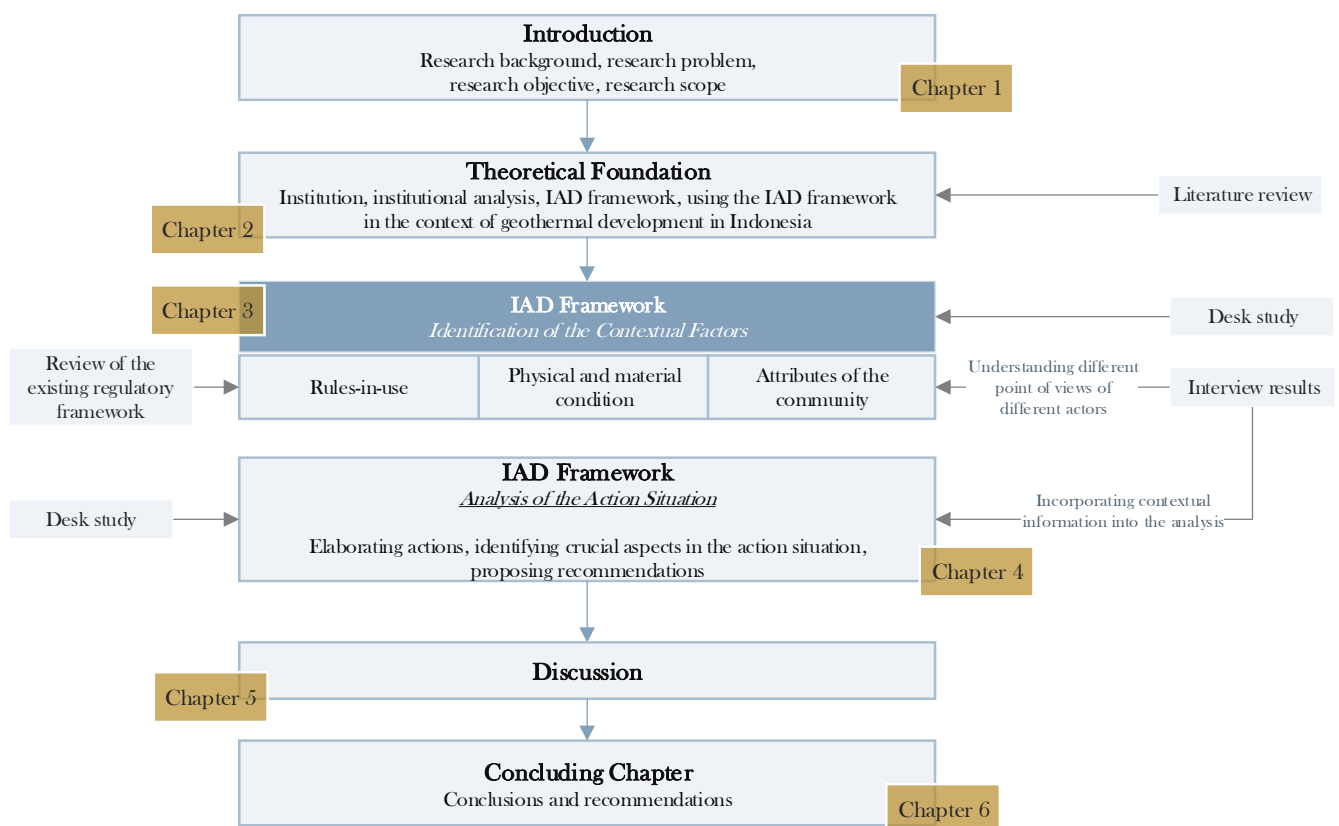 Introduction
Research background, research problem,
research objective, research scope
Chapter 1
Theoretical Foundation
Institution, institutional analysis, IAD framework, using the IAD framework
in the context of geothermal development in Indonesia
Chapter 2
Literature review
Chapter 3
IAD Framework
Identification of the Contextual Factors
Desk study
Review of the
existing regulatory
framework
Rules-in-use
Physical and material
condition
Attributes of the
community
Understanding different
point of views of
different actors
Interview results
IAD Framework
Analysis of the Action Situation
Elaborating actions, identifying crucial aspects in the action situation,
proposing recommendations
Desk study
Incorporating contextual
information into the analysis
Chapter 4
Discussion
Chapter 5
Concluding Chapter
Conclusions and recommendations
Chapter 6